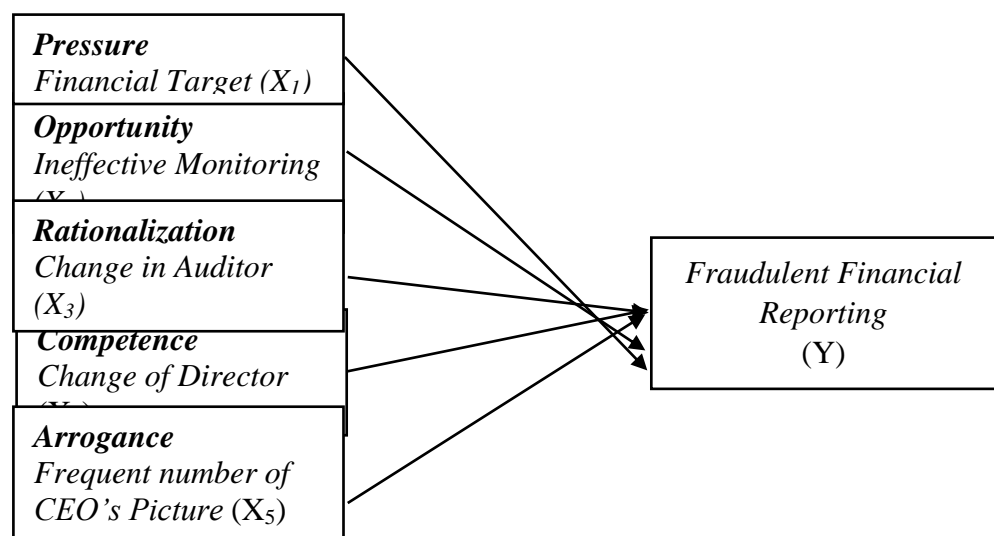 Pressure
Financial Target (X₁)
Opportunity
Ineffective Monitoring
Rationalization
Change in Auditor
(X₃)
Competence
Change of Director
Arrogance
Frequent number of
CEO’s Picture (X₅)
Fraudulent Financial
Reporting
(Y)